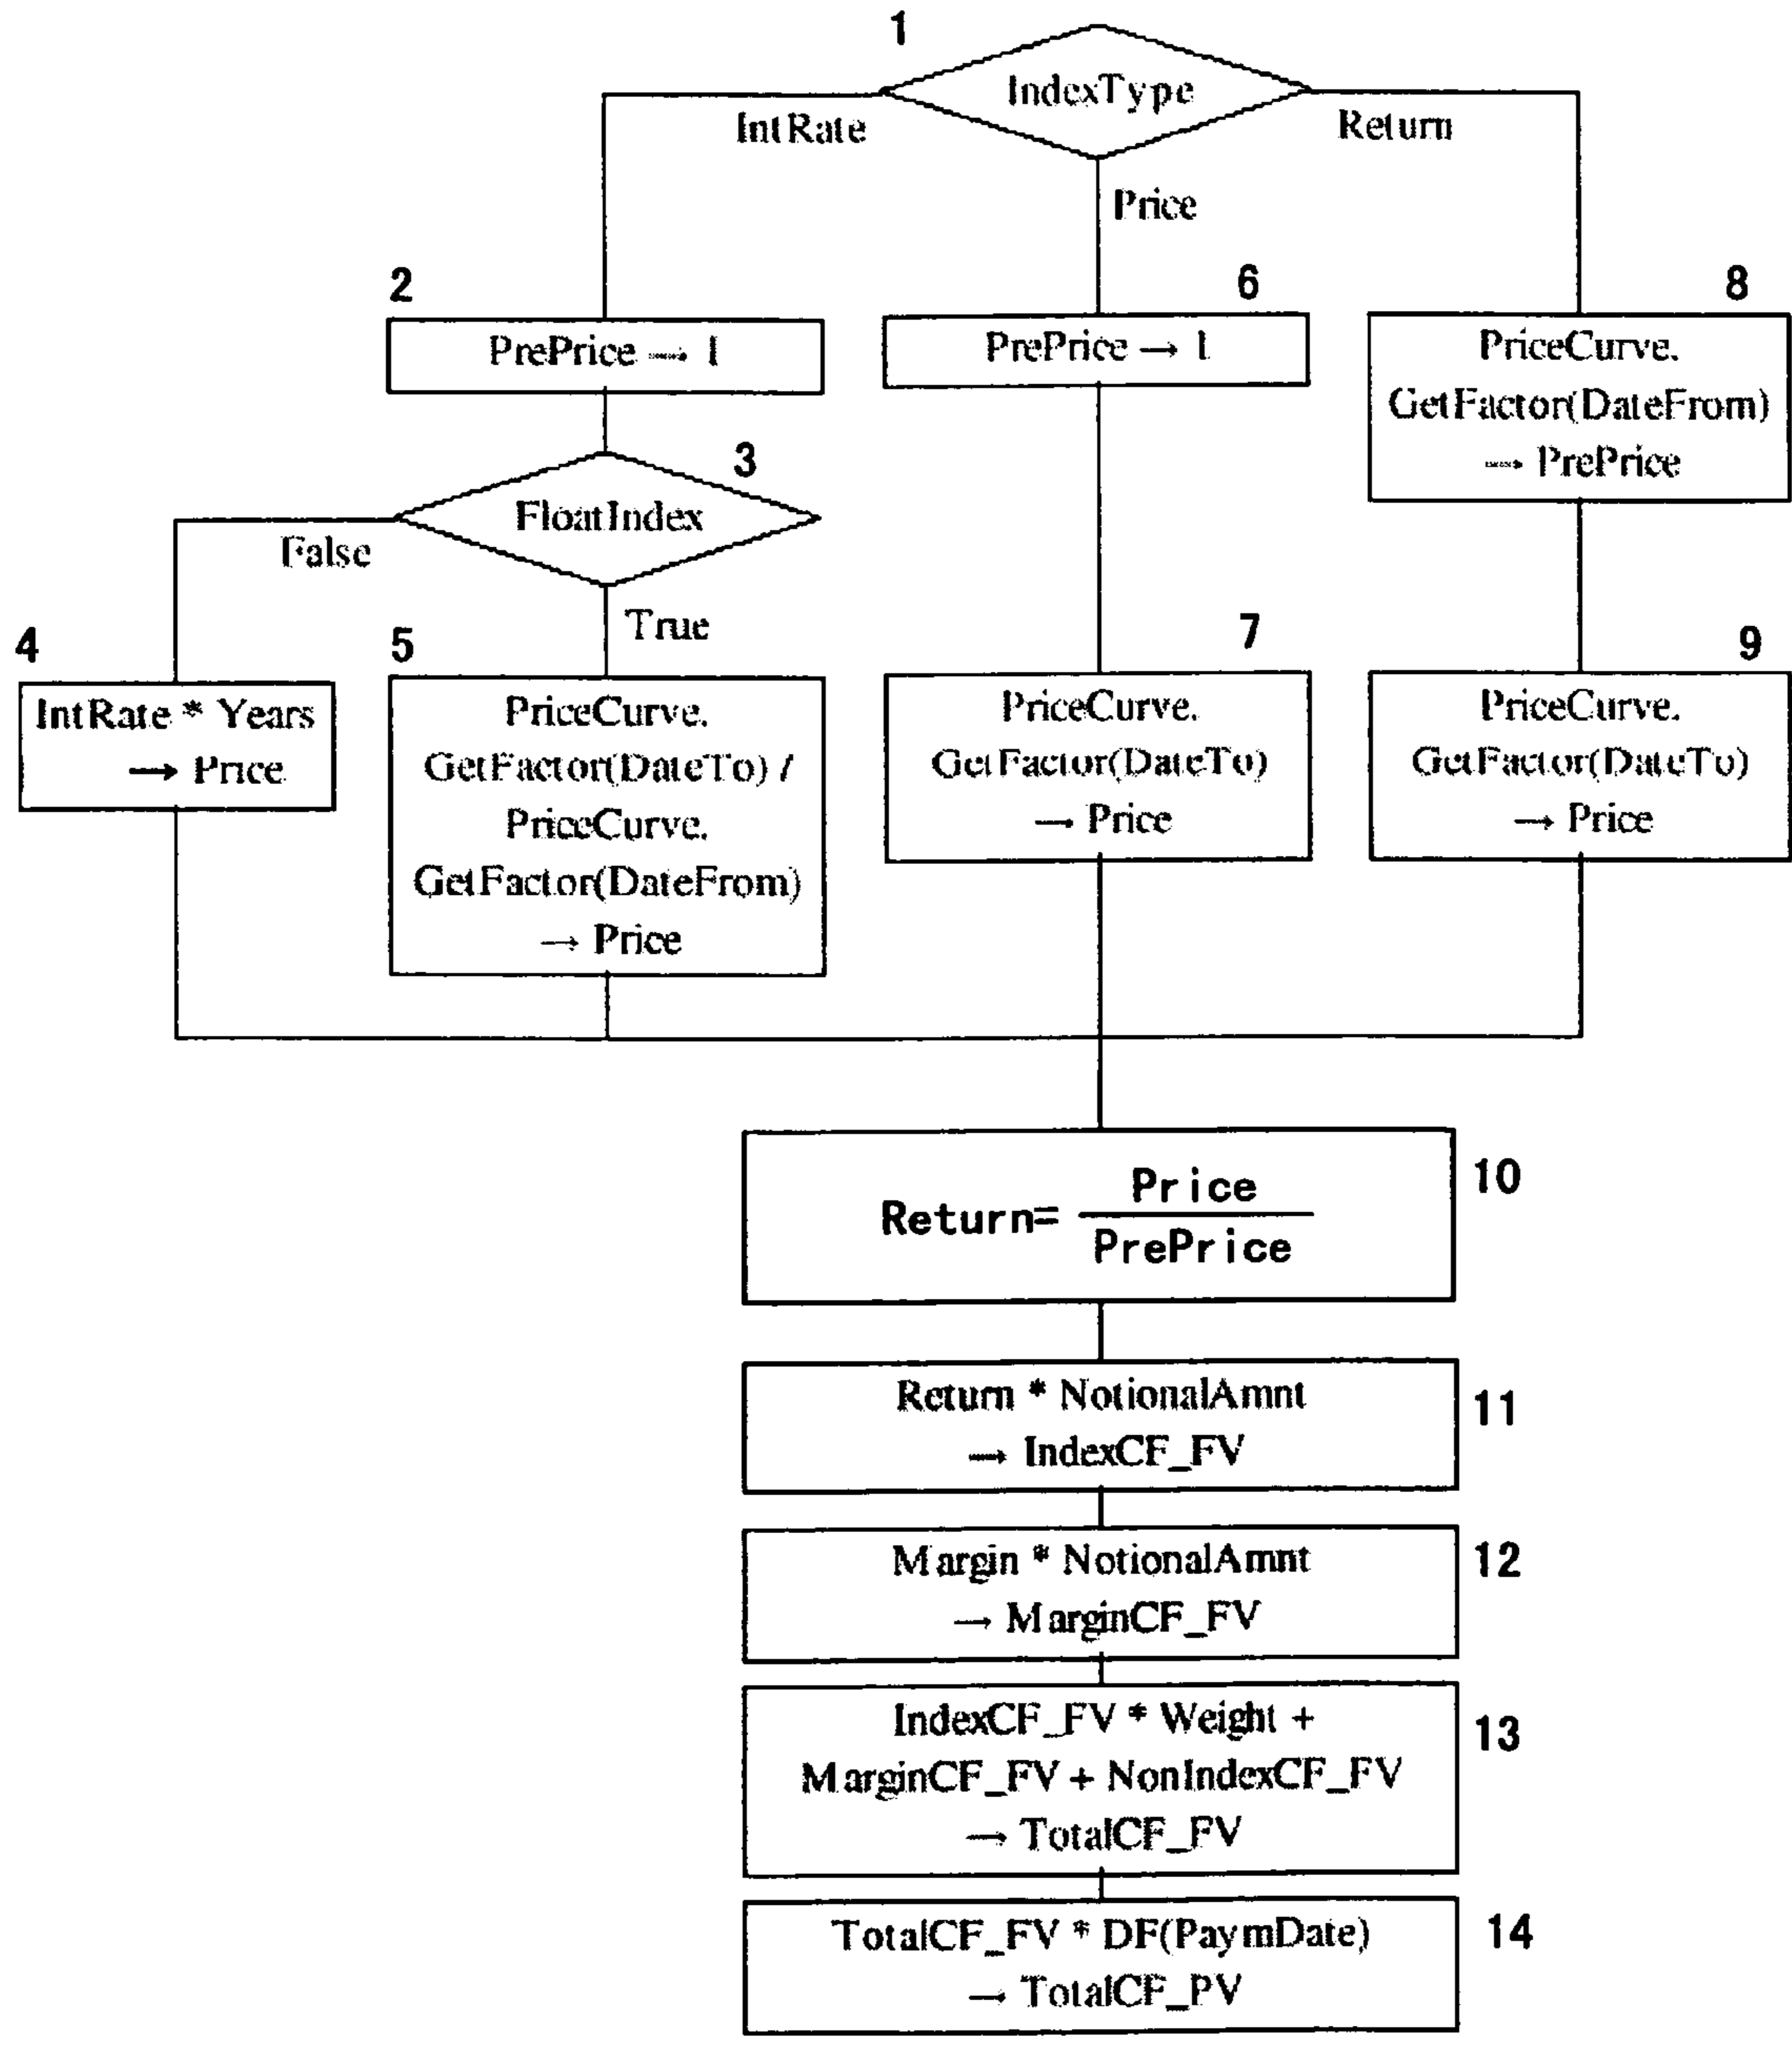 1
IndexType
IntRate
Return
Price
2
PrePrice → 1
6
PrePrice → 1
8
PriceCurve.
GetFactor(DateFrom)
→ PrePrice
3
FloatIndex
False
True
4
IntRate * Years
→ Price
5
PriceCurve.
GetFactor(DateTo) /
PriceCurve.
GetFactor(DateFrom)
→ Price
7
PriceCurve.
GetFactor(DateTo)
→ Price
9
PriceCurve.
GetFactor(DateTo)
→ Price
10
Return= Price
PrePrice
11
Return * NotionalAmnt
→ IndexCF_FV
12
Margin * NotionalAmnt
→ MarginCF_FV
13
IndexCF_FV * Weight +
MarginCF_FV + NonIndexCF_FV
→ TotalCF_FV
14
TotalCF_FV * DF(PaymDate)
→ TotalCF_PV